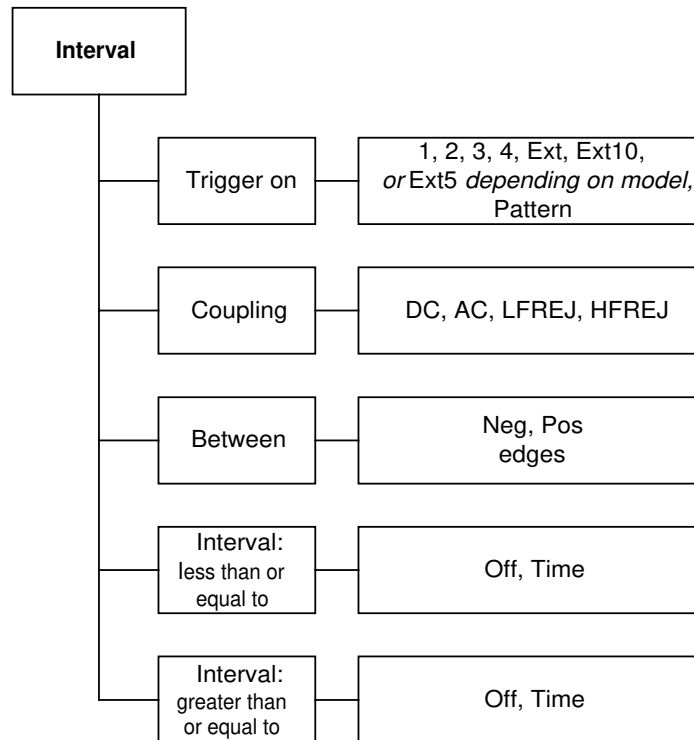 Interval
Trigger on
1, 2, 3, 4, Ext, Ext10,
or Ext5 depending on model,
Pattern
Coupling
DC, AC, LFREJ, HFREJ
Between
Neg, Pos
edges
Interval:
less than or
equal to
Off, Time
Interval:
greater than
or equal to
Off, Time